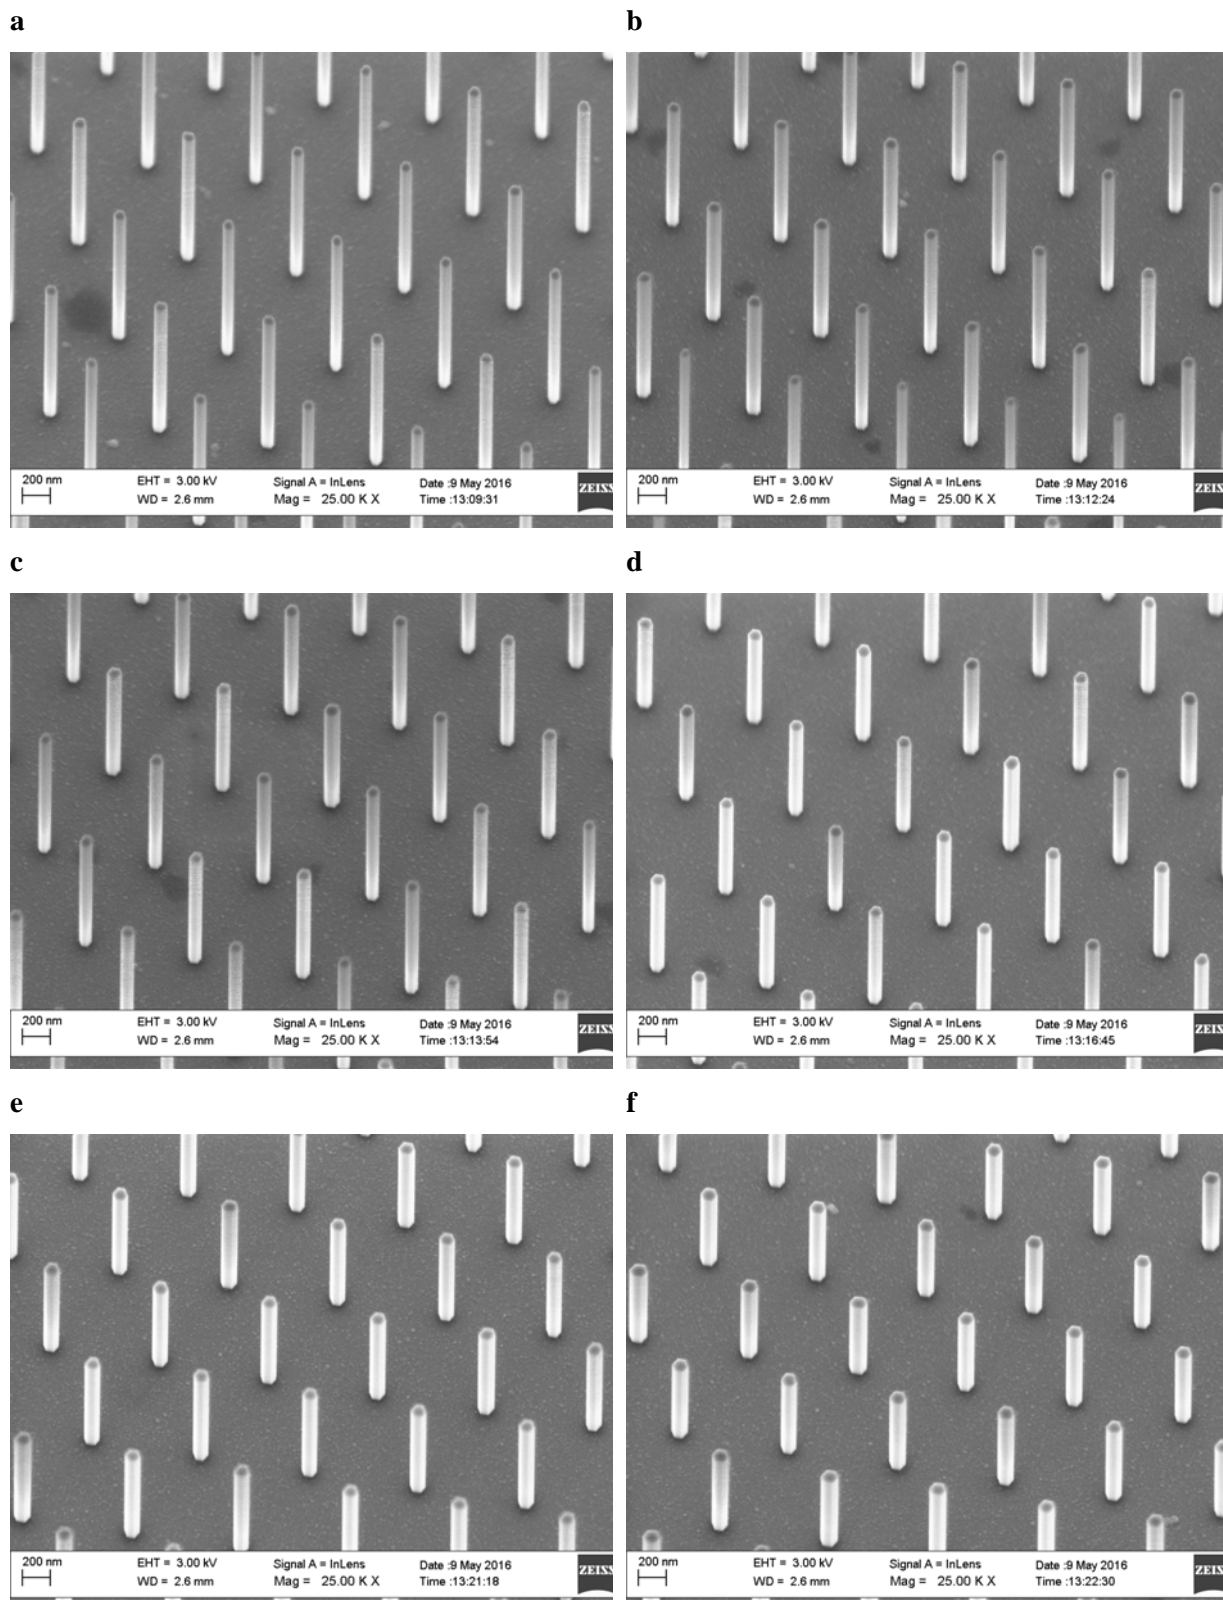 a
b
200 nm EHT = 3.00 kV Signal A = InLens Date :9 May 2016
WD = 2.6 mm Mag = 25.00 K X Time :13:09:31 ZEISS
200 nm EHT = 3.00 kV Signal A = InLens Date :9 May 2016
WD = 2.6 mm Mag = 25.00 K X Time :13:12:24 ZEISS
c
d
200 nm EHT = 3.00 kV Signal A = InLens Date :9 May 2016
WD = 2.6 mm Mag = 25.00 K X Time :13:13:54 ZEISS
200 nm EHT = 3.00 kV Signal A = InLens Date :9 May 2016
WD = 2.6 mm Mag = 25.00 K X Time :13:16:45 ZEISS
e
f
200 nm EHT = 3.00 kV Signal A = InLens Date :9 May 2016
WD = 2.6 mm Mag = 25.00 K X Time :13:21:18 ZEISS
200 nm EHT = 3.00 kV Signal A = InLens Date :9 May 2016
WD = 2.6 mm Mag = 25.00 K X Time :13:22:30 ZEISS